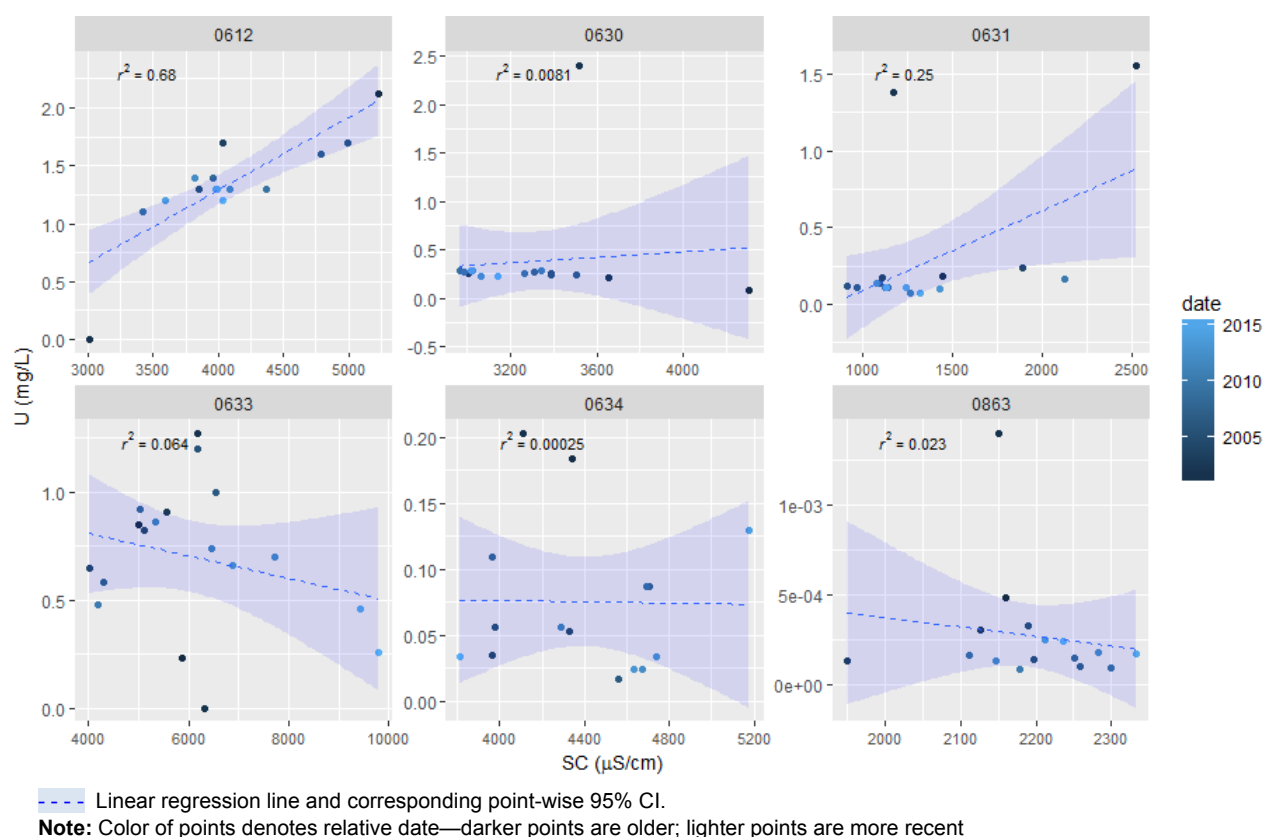 0612 0630 0631
r² = 0.68 r² = 0.0081 r² = 0.25
2.0 1.5 1.0 0.5 0.0
2.5 2.0 1.5 1.0 0.5 0.0 -0.5
1.5 1.0 0.5 0.0
3000 3500 4000 4500 5000
3200 3600 4000
1000 1500 2000 2500
U (mg/L)
0633 0634 0863
r² = 0.064 r² = 0.00025 r² = 0.023
1.0 0.5 0.0
0.20 0.15 0.10 0.05 0.00
1e-03 5e-04 0e+00
4000 6000 8000 10000
4000 4400 4800 5200
2000 2100 2200 2300
SC (μS/cm)
date
2015
2010
2005
Linear regression line and corresponding point-wise 95% CI.
Note: Color of points denotes relative date—darker points are older; lighter points are more recent